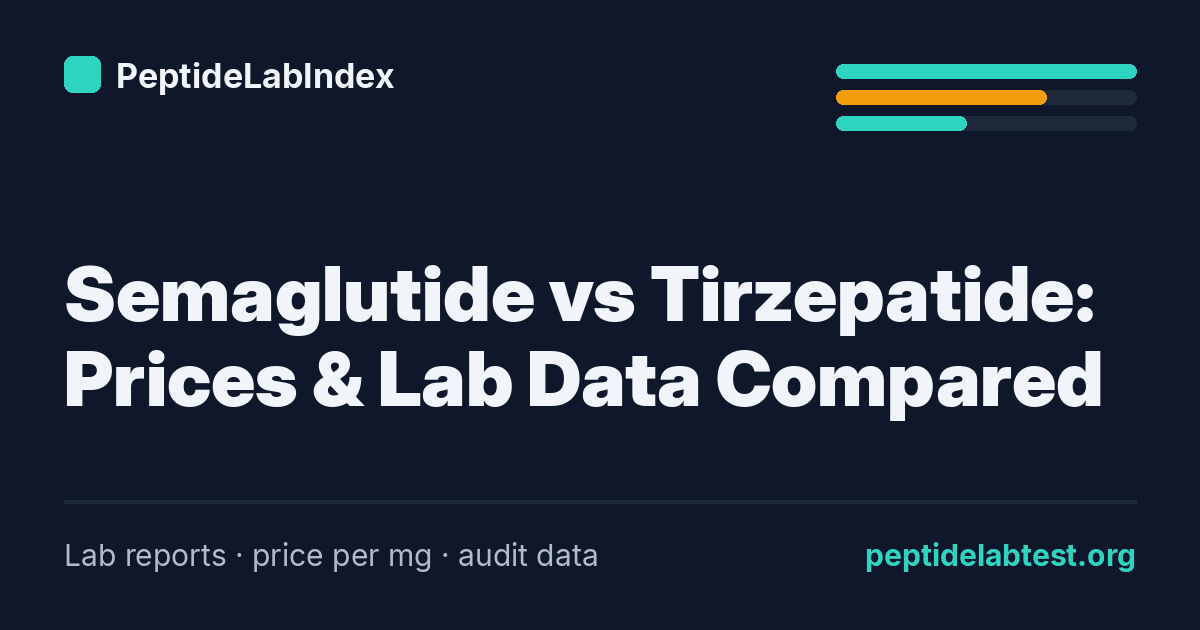 PeptideLabIndex
Semaglutide vs Tirzepatide:
Prices & Lab Data Compared
Lab reports · price per mg · audit data
peptidelabtest.org